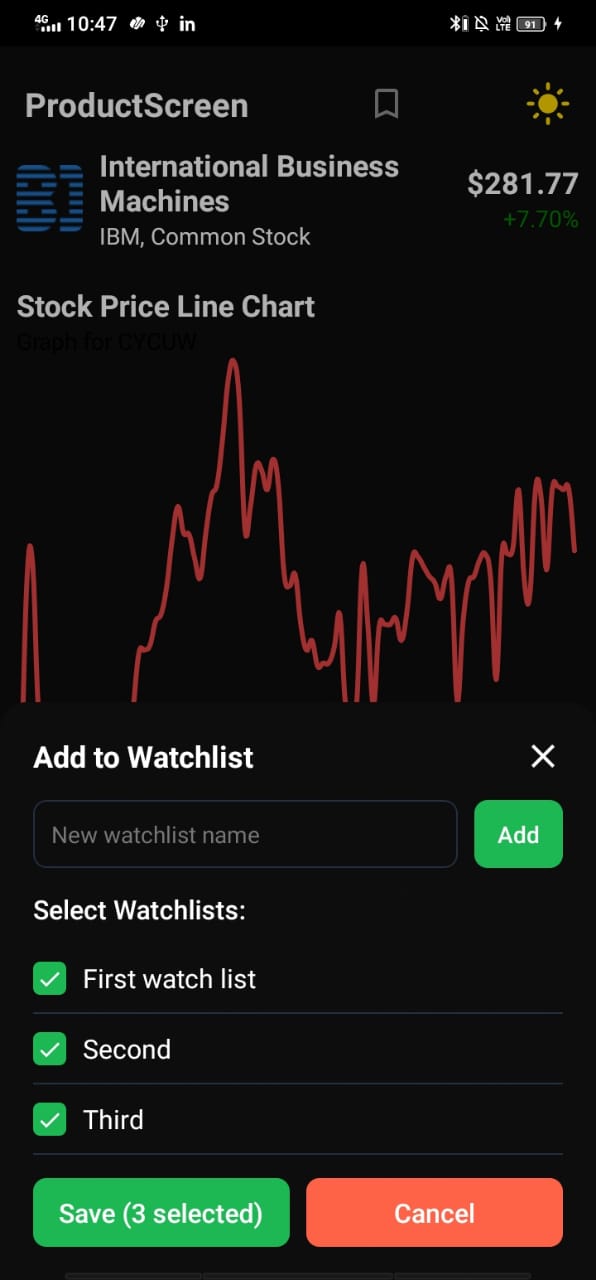 4G 10:47 in VoI LTE 91
ProductScreen
International Business
Machines
$281.77
+7.70%
IBM, Common Stock
Stock Price Line Chart
Graph for CYCUW
Add to Watchlist
New watchlist name
Add
Select Watchlists:
First watch list
Second
Third
Save (3 selected)
Cancel